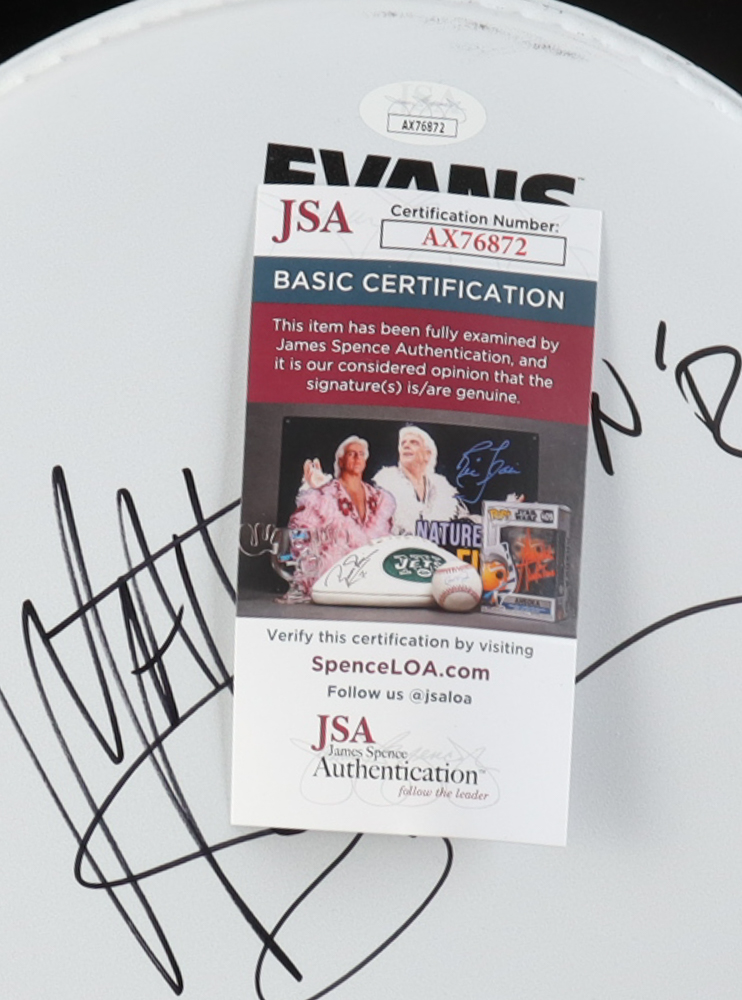 AX76872
EVANS
JSA
Certification Number:
AX76872
BASIC CERTIFICATION
This item has been fully examined by
James Spence Authentication, and
it is our considered opinion that the
signature(s) is/are genuine.
N'R
NATURE
JETS
Verify this certification by visiting
SpenceLOA.com
Follow us @jsaloa
JSA
James Spence
Authentication™
follow the leader